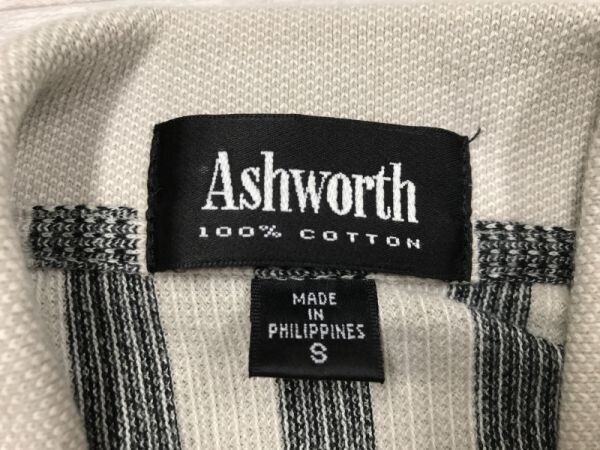 Ashworth
100% COTTON
MADE
IN
PHILIPPINES
S